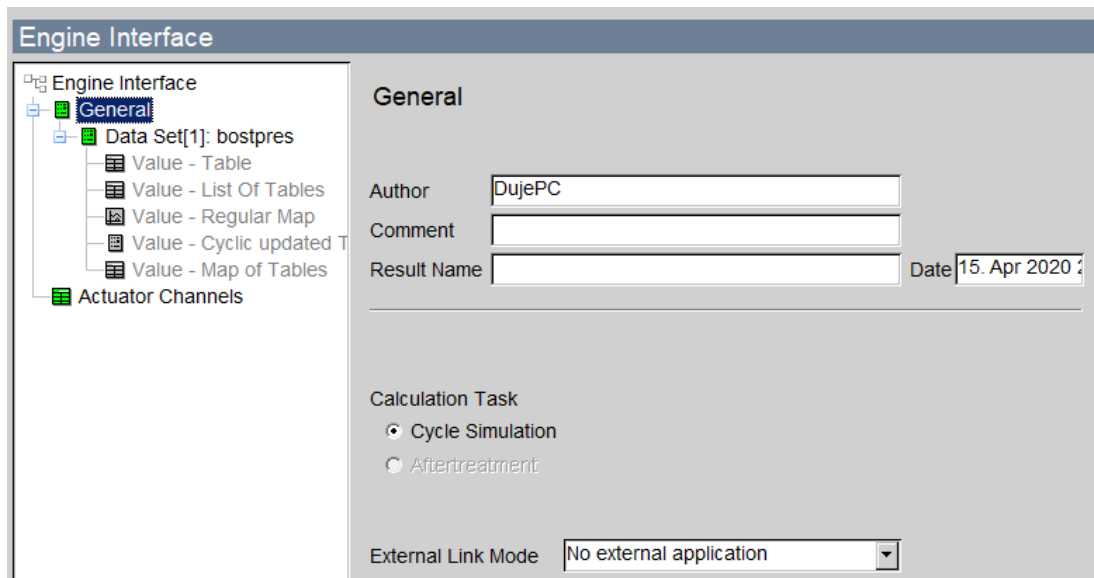 Engine Interface
Engine Interface
General
Data Set[1]: bostpres
Value - Table
Value - List Of Tables
Value - Regular Map
Value - Cyclic updated T
Value - Map of Tables
Actuator Channels
General
Author DujePC
Comment
Result Name Date 15. Apr 2020 2
Calculation Task
Cycle Simulation
Aftertreatment
External Link Mode No external application